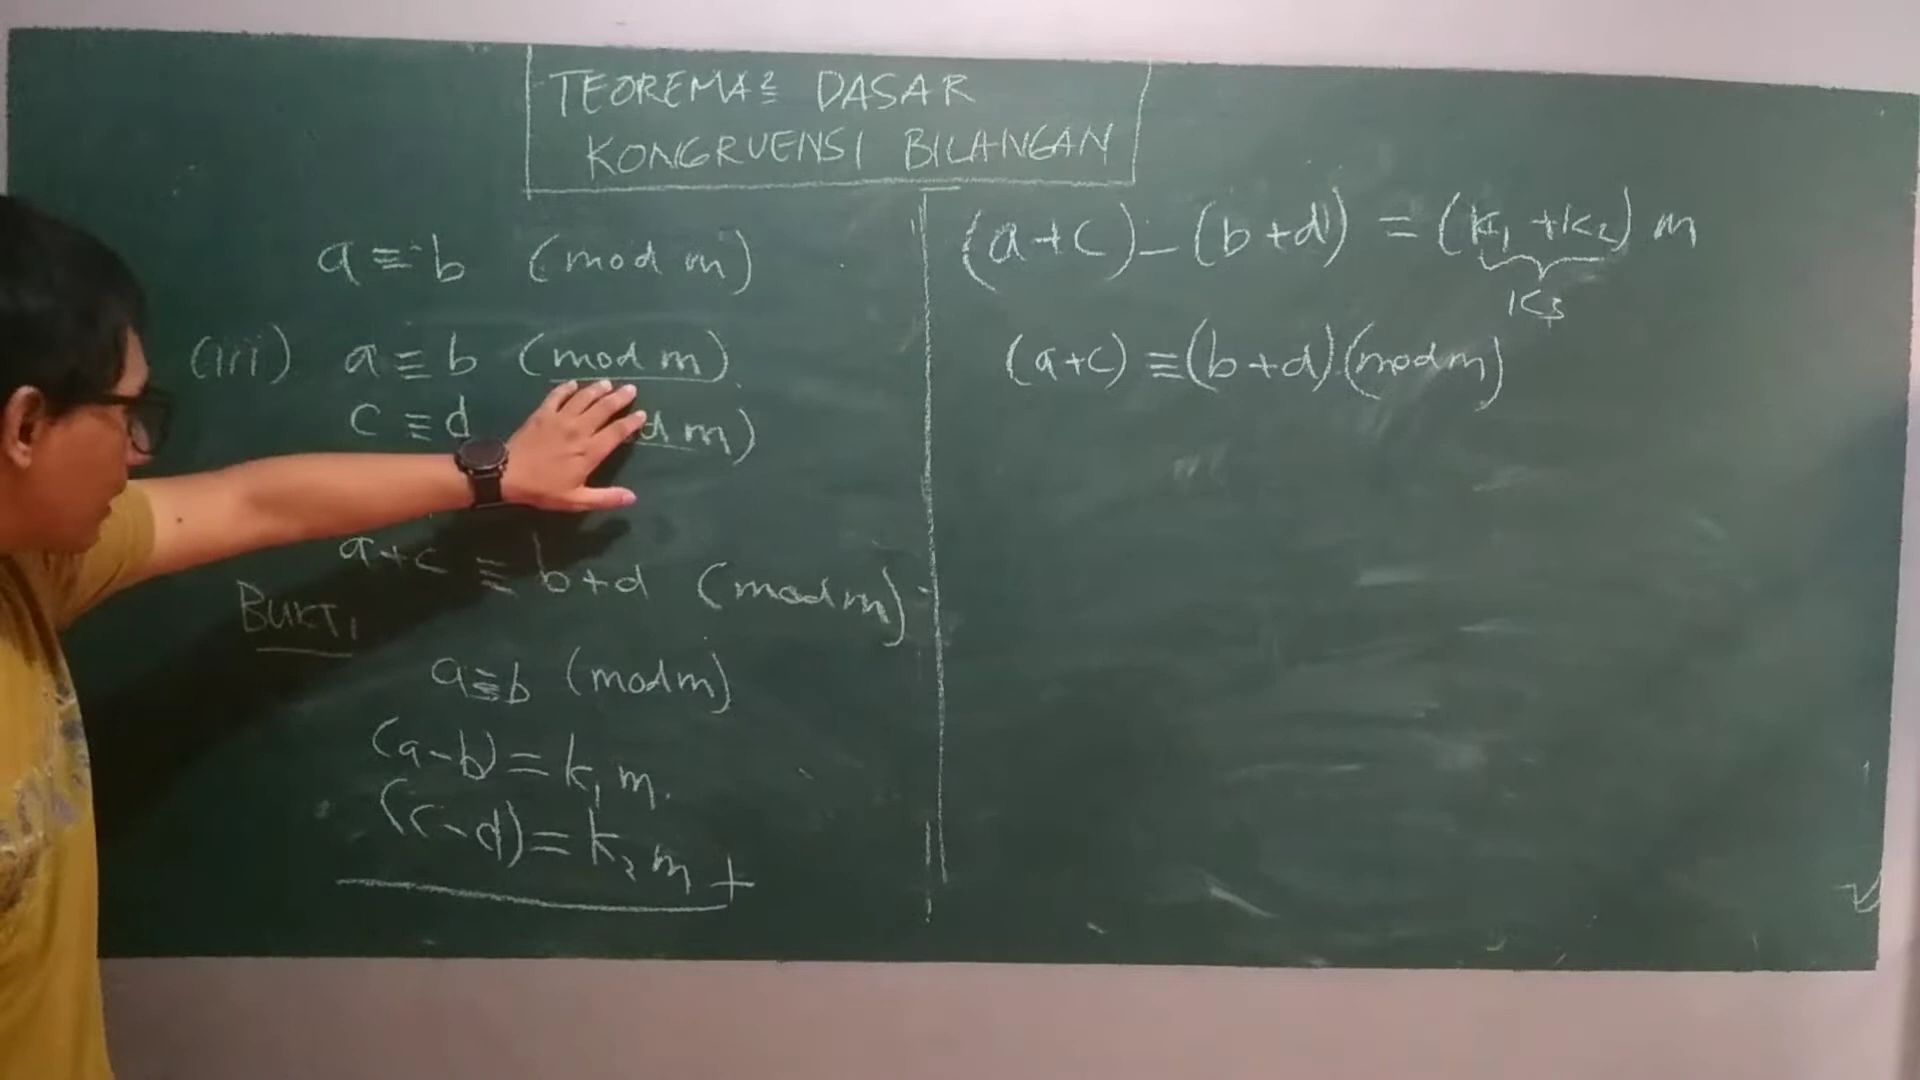 TEOREMA² DASAR
KONGRUENSI BILANGAN
a ≡ b (mod m)
(iii) a ≡ b (mod m)
c ≡ d d m)
a+c ≡ b+d (mod m)
BUKTI
a ≡ b (mod m)
(a-b) = k₁ m.
(c-d) = k₂ m +
(a+c) - (b+d) = (k₁ + k₂) m
k₃
(a+c) ≡ (b+d) (mod m)